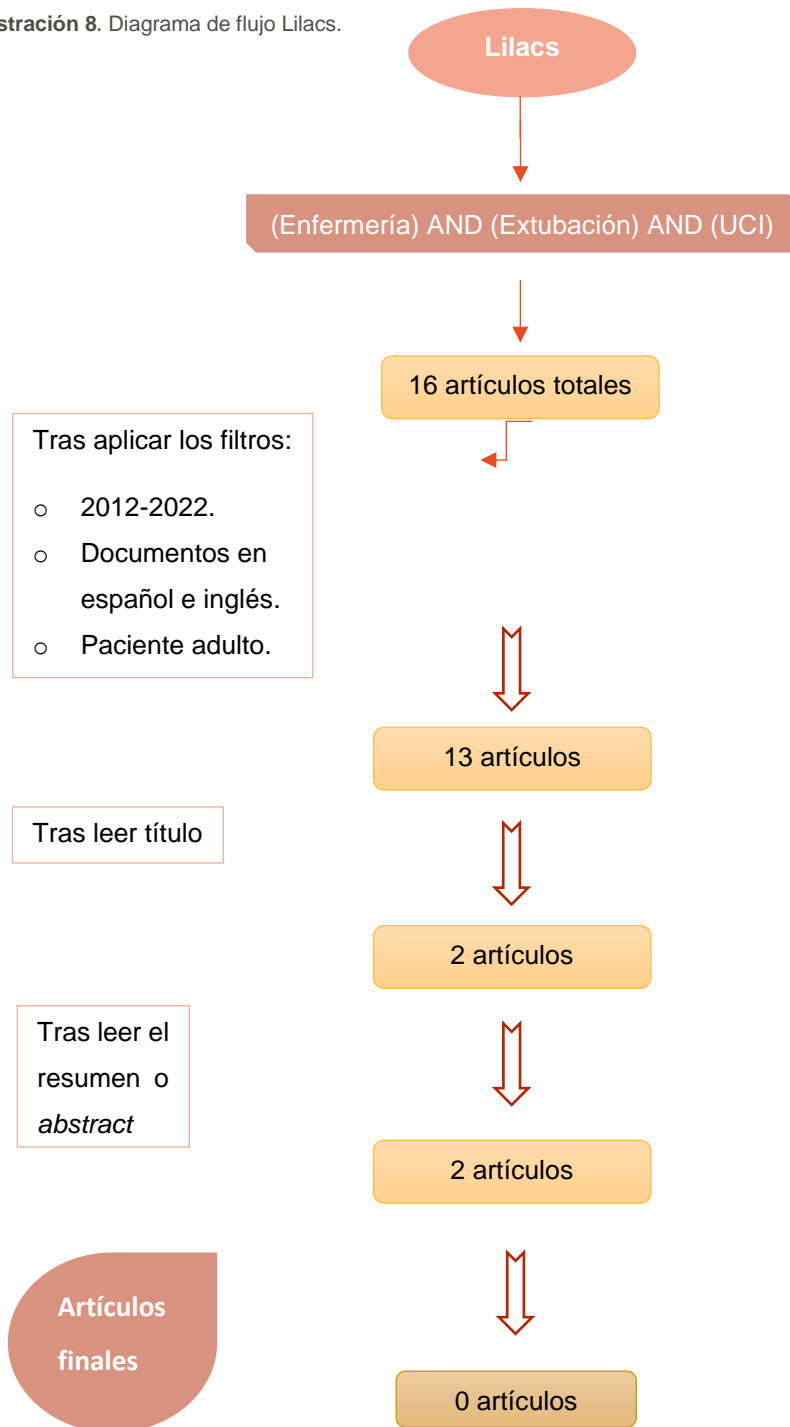 stración 8. Diagrama de flujo Lilacs.
Lilacs
(Enfermería) AND (Extubación) AND (UCI)
16 artículos totales
Tras aplicar los filtros:
o 2012-2022.
o Documentos en
español e inglés.
o Paciente adulto.
13 artículos
Tras leer título
2 artículos
Tras leer el
resumen o
abstract
2 artículos
Artículos
finales
0 artículos